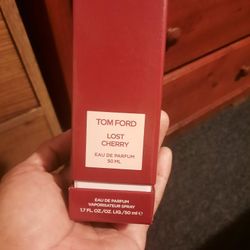 TOM FORD
LOST
CHERRY
EAU DE PARFUM
50 ML
EAU DE PARFUM
VAPORISATEUR SPRAY
1.7 FL.OZ./OZ. LIQ./50 ml ℮